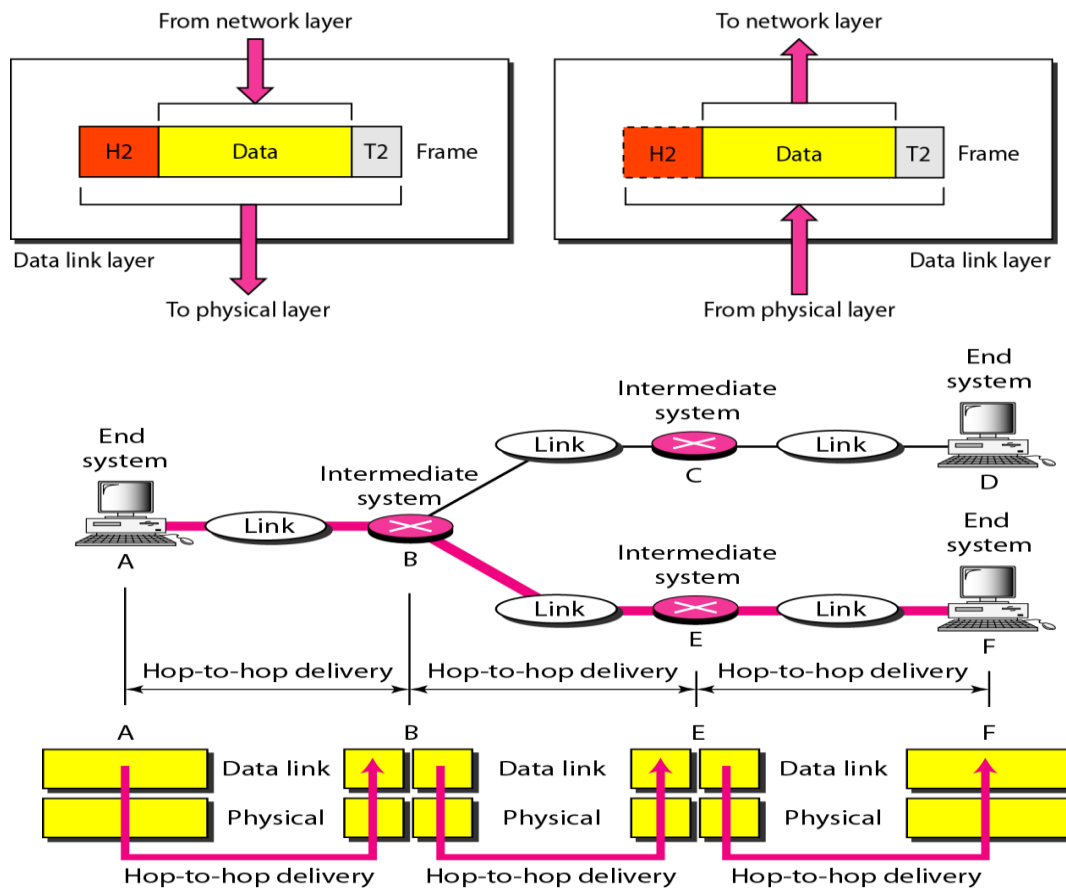 From network layer
To network layer
H2
Data
T2
Frame
H2
Data
T2
Frame
Data link layer
Data link layer
To physical layer
From physical layer
End
system
Intermediate
system
Link
C
Link
D
End
system
A
Link
Intermediate
system
B
Intermediate
system
Link
E
Link
End
system
F
Hop-to-hop delivery
Hop-to-hop delivery
Hop-to-hop delivery
A
B
E
F
Data link
Data link
Data link
Physical
Physical
Physical
Hop-to-hop delivery
Hop-to-hop delivery
Hop-to-hop delivery